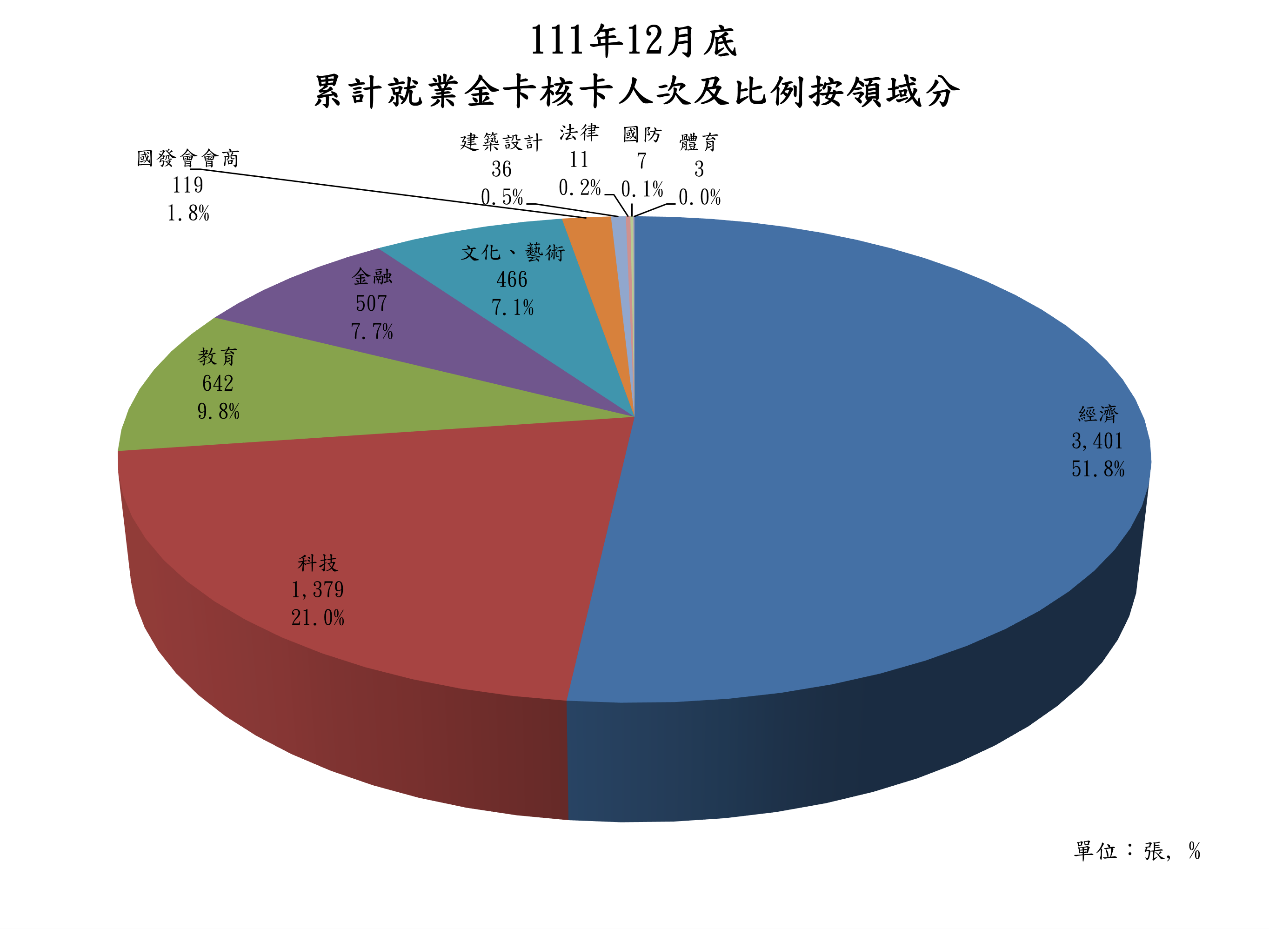 111年12月底
累計就業金卡核卡人次及比例按領域分
國發會會商
119
1.8%
建築設計
36
0.5%
法律
11
0.2%
國防
7
0.1%
體育
3
0.0%
文化、藝術
466
7.1%
金融
507
7.7%
教育
642
9.8%
經濟
3,401
51.8%
科技
1,379
21.0%
單位：張, %